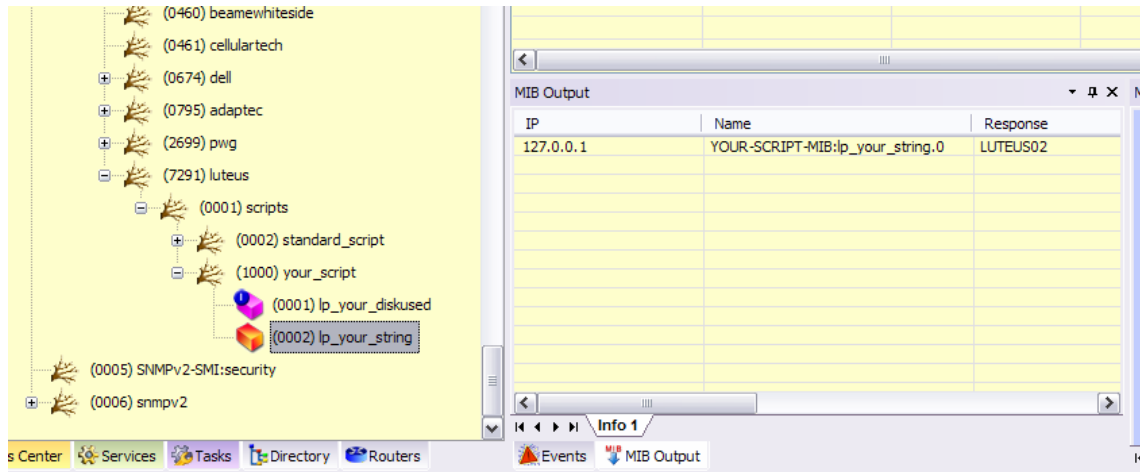 (0460) beamewhiteside
(0461) cellulartech
(0674) dell
(0795) adaptec
(2699) pwg
(7291) luteus
(0001) scripts
(0002) standard_script
(1000) your_script
(0001) lp_your_diskused
(0002) lp_your_string
(0005) SNMPv2-SMI:security
(0006) snmpv2
s Center Services Tasks Directory Routers
MIB Output
IP Name Response
127.0.0.1 YOUR-SCRIPT-MIB:lp_your_string.0 LUTEUS02
Info 1
Events MIB Output